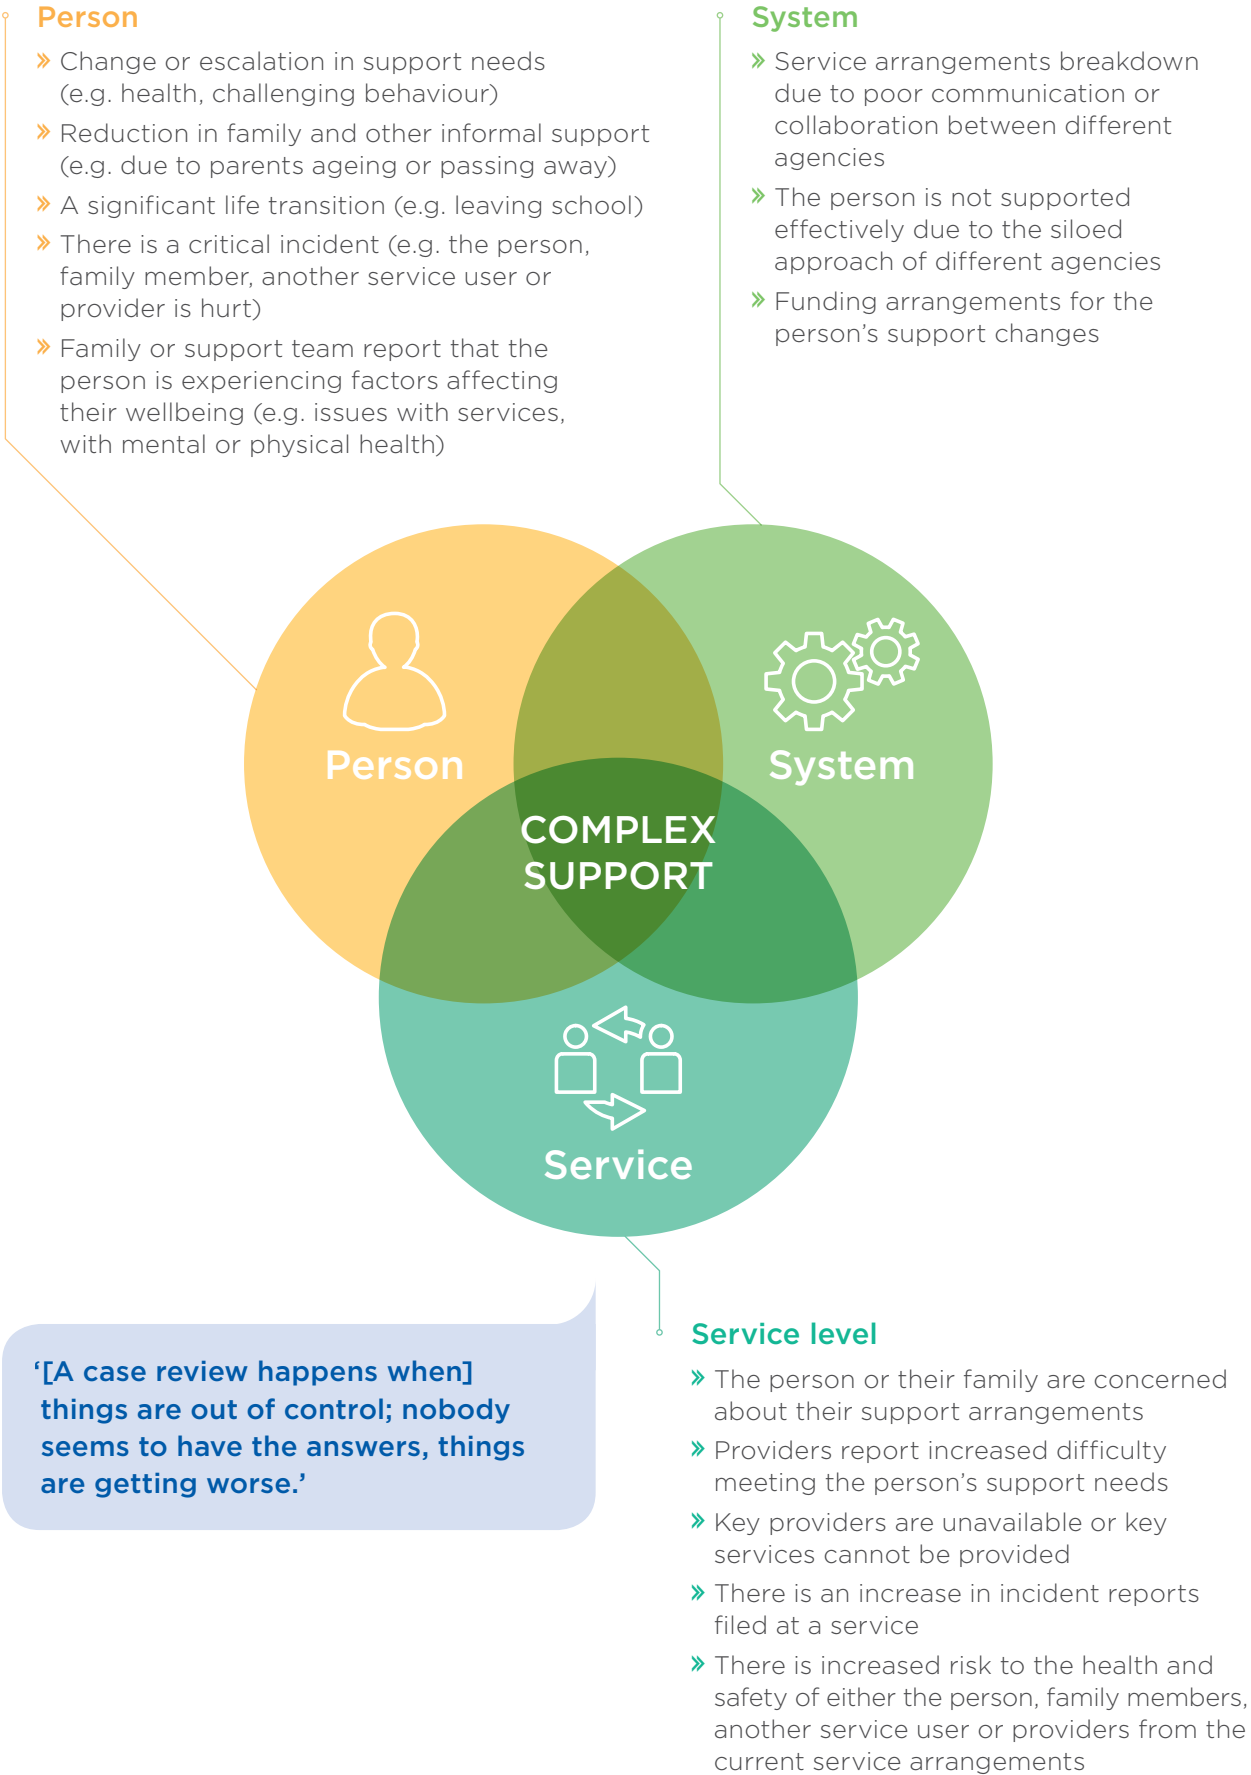 Person
» Change or escalation in support needs
(e.g. health, challenging behaviour)
» Reduction in family and other informal support
(e.g. due to parents ageing or passing away)
» A significant life transition (e.g. leaving school)
» There is a critical incident (e.g. the person,
family member, another service user or
provider is hurt)
» Family or support team report that the
person is experiencing factors affecting
their wellbeing (e.g. issues with services,
with mental or physical health)
System
» Service arrangements breakdown
due to poor communication or
collaboration between different
agencies
» The person is not supported
effectively due to the siloed
approach of different agencies
» Funding arrangements for the
person’s support changes
Person
System
COMPLEX
SUPPORT
Service
‘[A case review happens when]
things are out of control; nobody
seems to have the answers, things
are getting worse.’
Service level
» The person or their family are concerned
about their support arrangements
» Providers report increased difficulty
meeting the person’s support needs
» Key providers are unavailable or key
services cannot be provided
» There is an increase in incident reports
filed at a service
» There is increased risk to the health and
safety of either the person, family members,
another service user or providers from the
current service arrangements